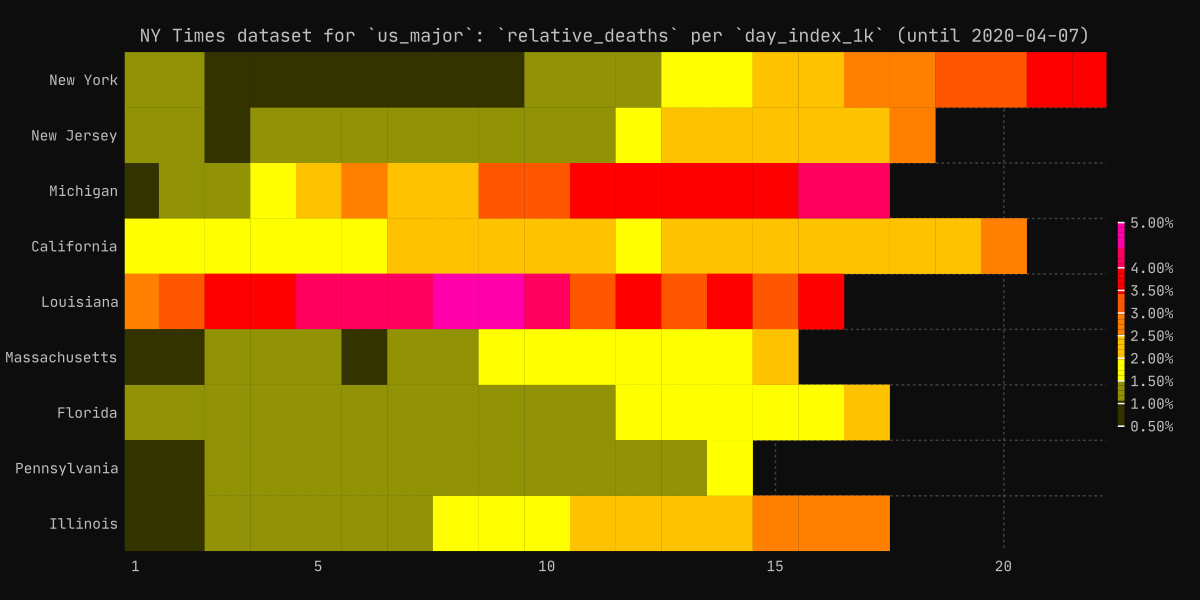 NY Times dataset for `us_major`: `relative_deaths` per `day_index_1k` (until 2020-04-07)
New York
New Jersey
Michigan
California
Louisiana
Massachusetts
Florida
Pennsylvania
Illinois
1 5 10 15 20
5.00%
4.00%
3.50%
3.00%
2.50%
2.00%
1.50%
1.00%
0.50%